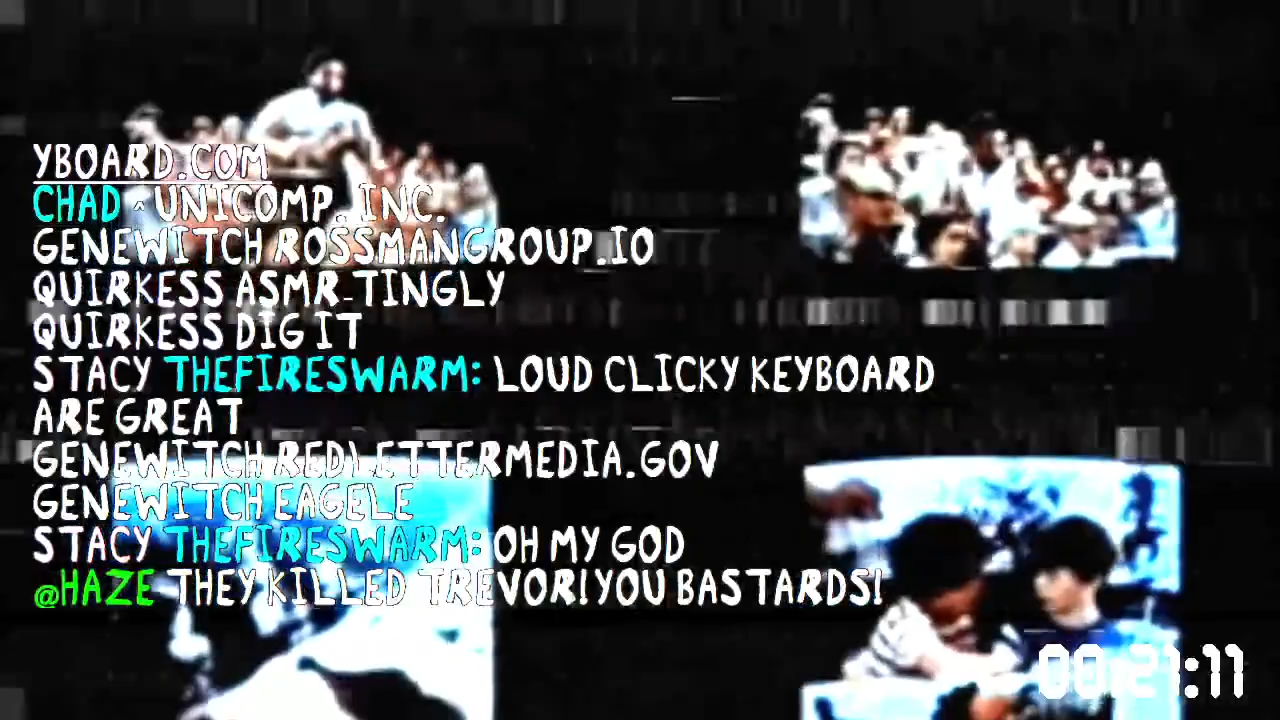 YBOARD.COM
CHAD ^ UNICOMP, INC.
GENEWITCH ROSSMANGROUP.IO
QUIRKESS ASMR-TINGLY
QUIRKESS DIG IT
STACY THEFIRESWARM: LOUD CLICKY KEYBOARD
ARE GREAT
GENEWITCH REDLETTERMEDIA.GOV
GENEWITCH EAGELE
STACY THEFIRESWARM: OH MY GOD
@HAZE THEY KILLED TREVOR! YOU BASTARDS!
00:21:11